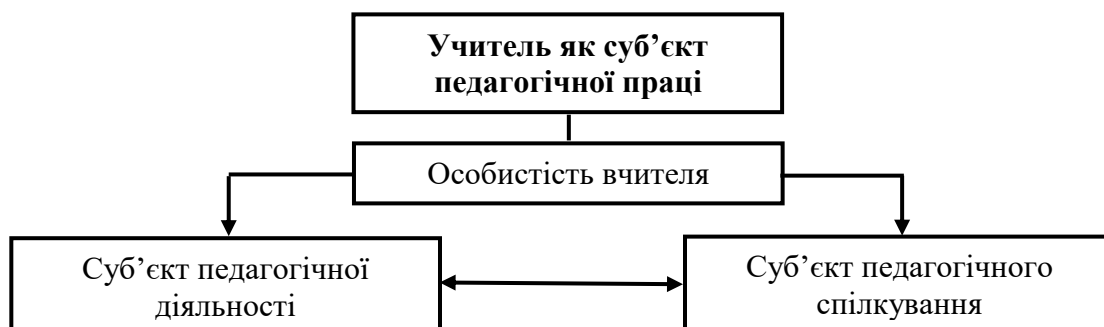 Учитель як суб’єкт
педагогічної праці
Особистість вчителя
Суб’єкт педагогічної
діяльності
Суб’єкт педагогічного
спілкування